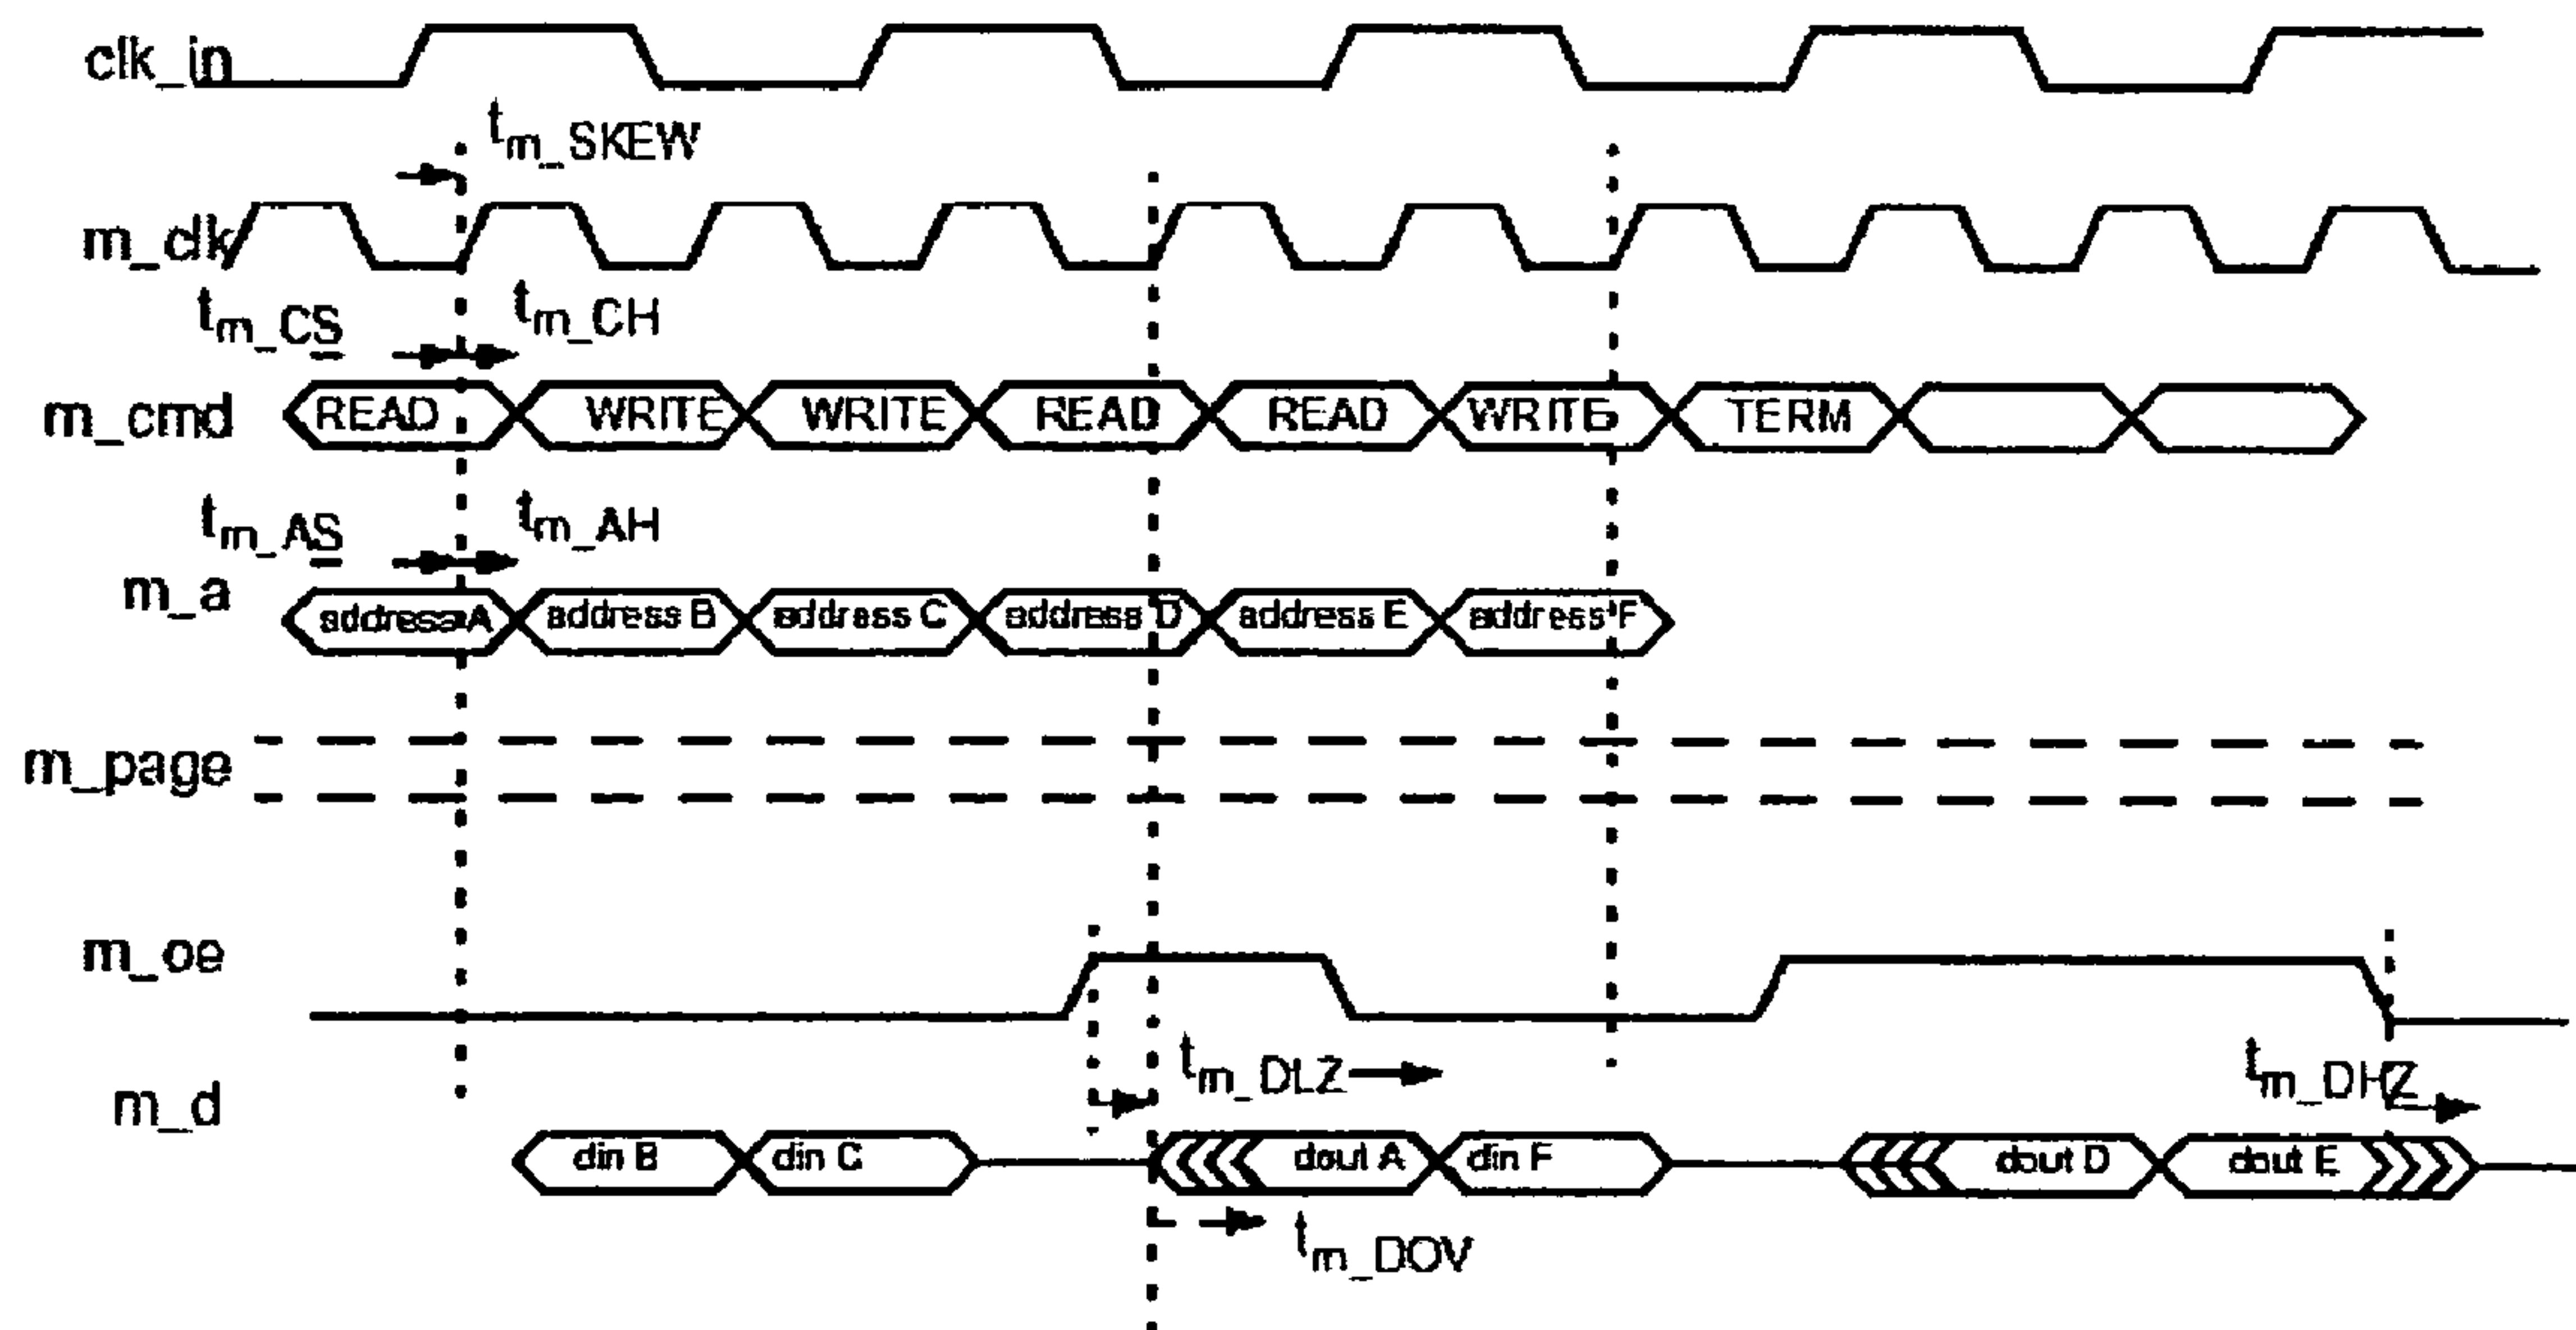 clk_in
tm_SKEW
m_clk
tm_CS tm_CH
m_cmd READ WRITE WRITE READ READ WRITE TERM
tm_AS tm_AH
m_a address A address B address C address D address E address F
m_page
m_oe
tm_DLZ tm_DHZ
m_d din B din C dout A din F dout D dout E
tm_DOV